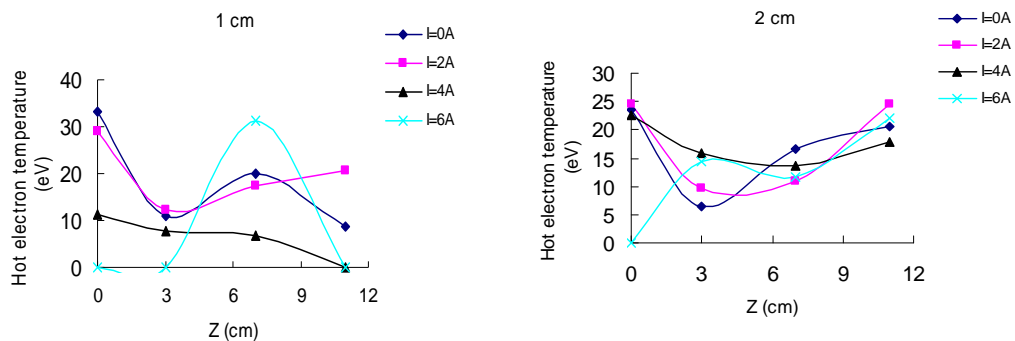 1 cm
I=0A
I=2A
I=4A
I=6A
40
30
20
10
0
Hot electron temperature
(eV)
0 3 6 9 12
Z (cm)
2 cm
I=0A
I=2A
I=4A
I=6A
30
25
20
15
10
5
0
Hot electron temperature
(eV)
0 3 6 9 12
Z (cm)